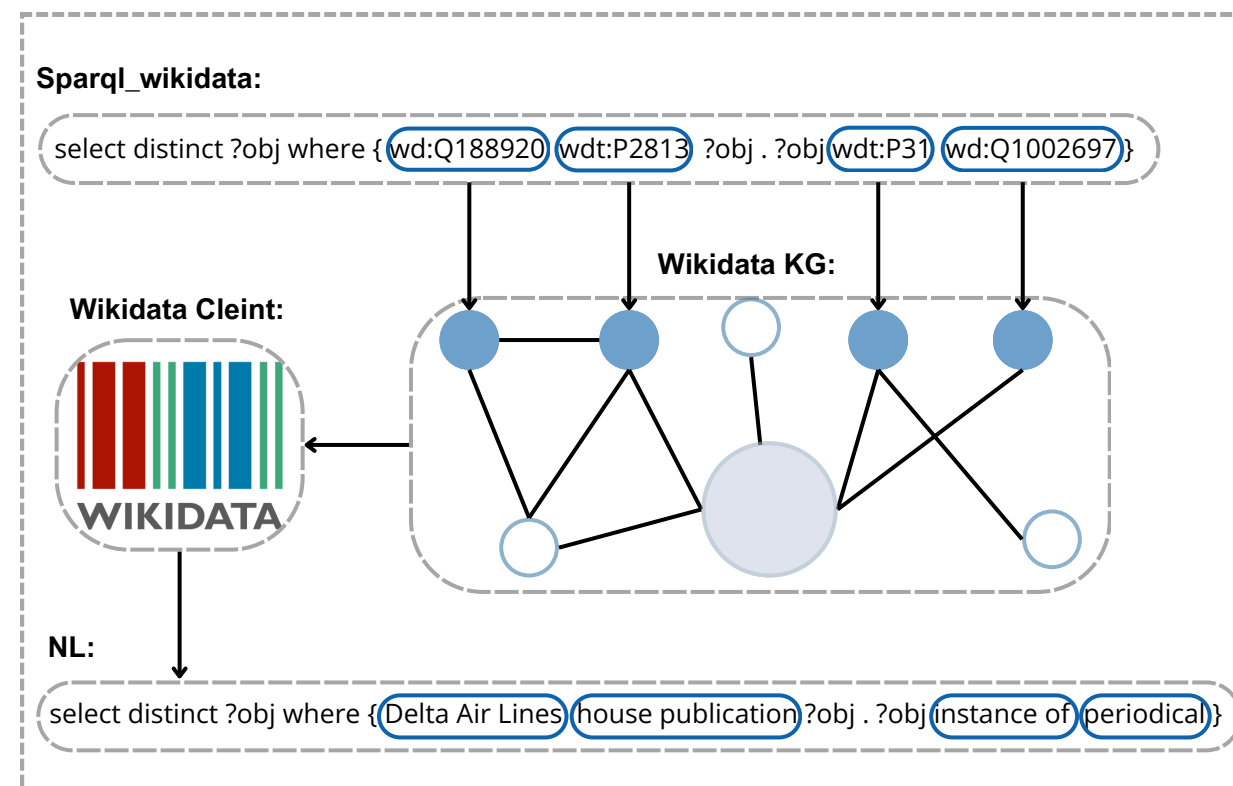 Sparql_wikidata:
select distinct ?obj where { wd:Q188920 wdt:P2813 ?obj . ?obj wdt:P31 wd:Q1002697 }
Wikidata KG:
Wikidata Cleint:
WIKIDATA
NL:
select distinct ?obj where { Delta Air Lines house publication ?obj . ?obj instance of periodical }